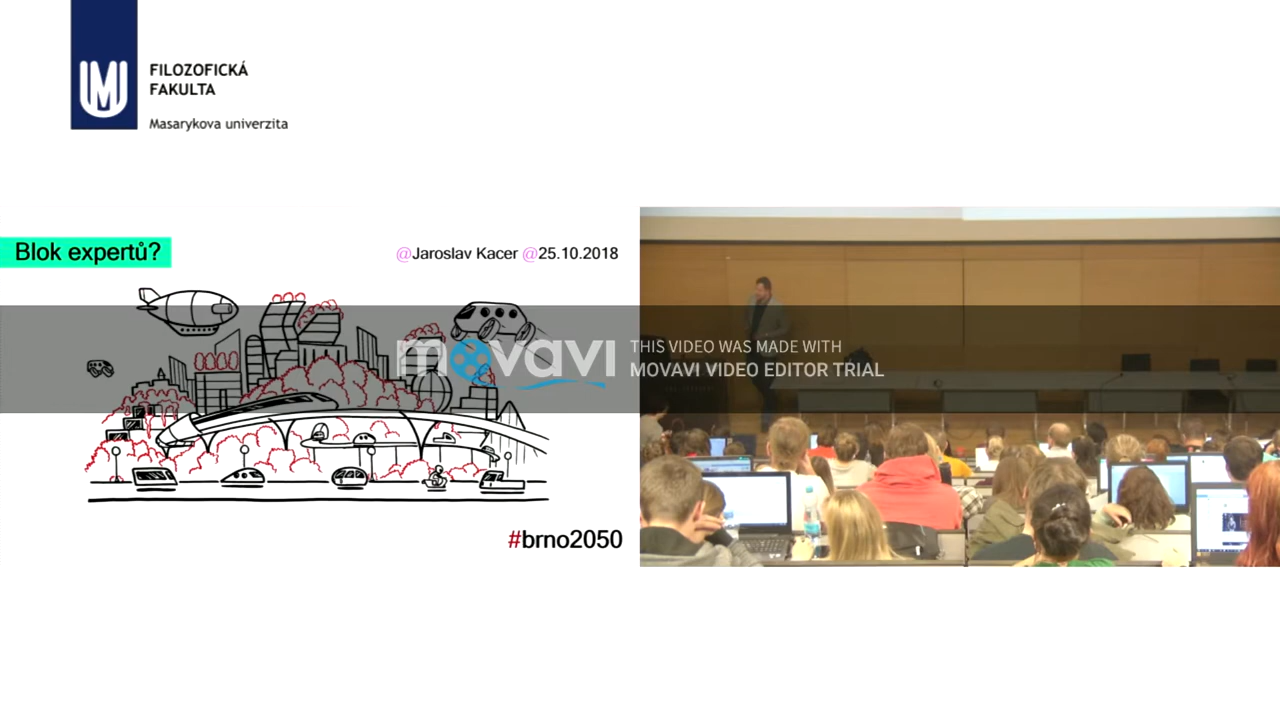 FILOZOFICKÁ
FAKULTA
Masarykova univerzita
Blok expertů?
@Jaroslav Kacer @25.10.2018
movavi
THIS VIDEO WAS MADE WITH
MOVAVI VIDEO EDITOR TRIAL
#brno2050